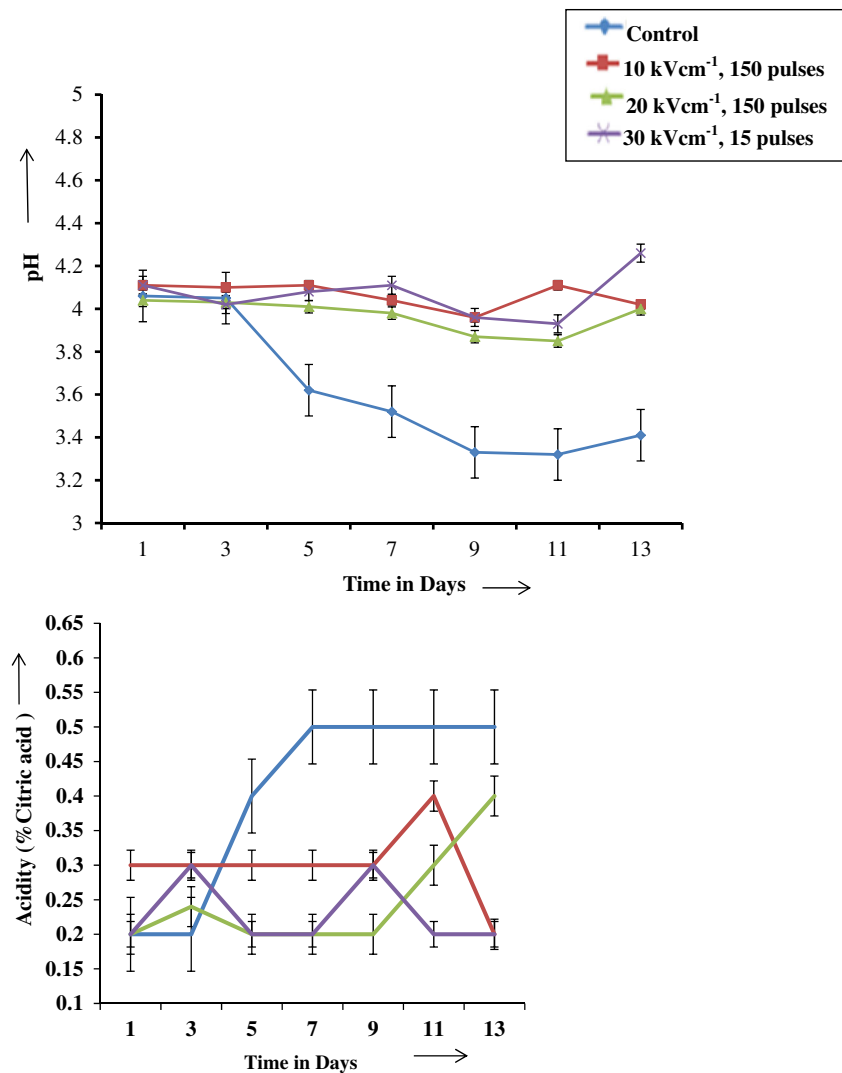 Control
10 kVcm⁻¹, 150 pulses
20 kVcm⁻¹, 150 pulses
30 kVcm⁻¹, 15 pulses
5
4.8
4.6
4.4
4.2
4
3.8
3.6
3.4
3.2
3
pH
1 3 5 7 9 11 13
Time in Days
0.65
0.6
0.55
0.5
0.45
0.4
0.35
0.3
0.25
0.2
0.15
0.1
Acidity (%Citric acid )
1 3 5 7 9 11 13
Time in Days